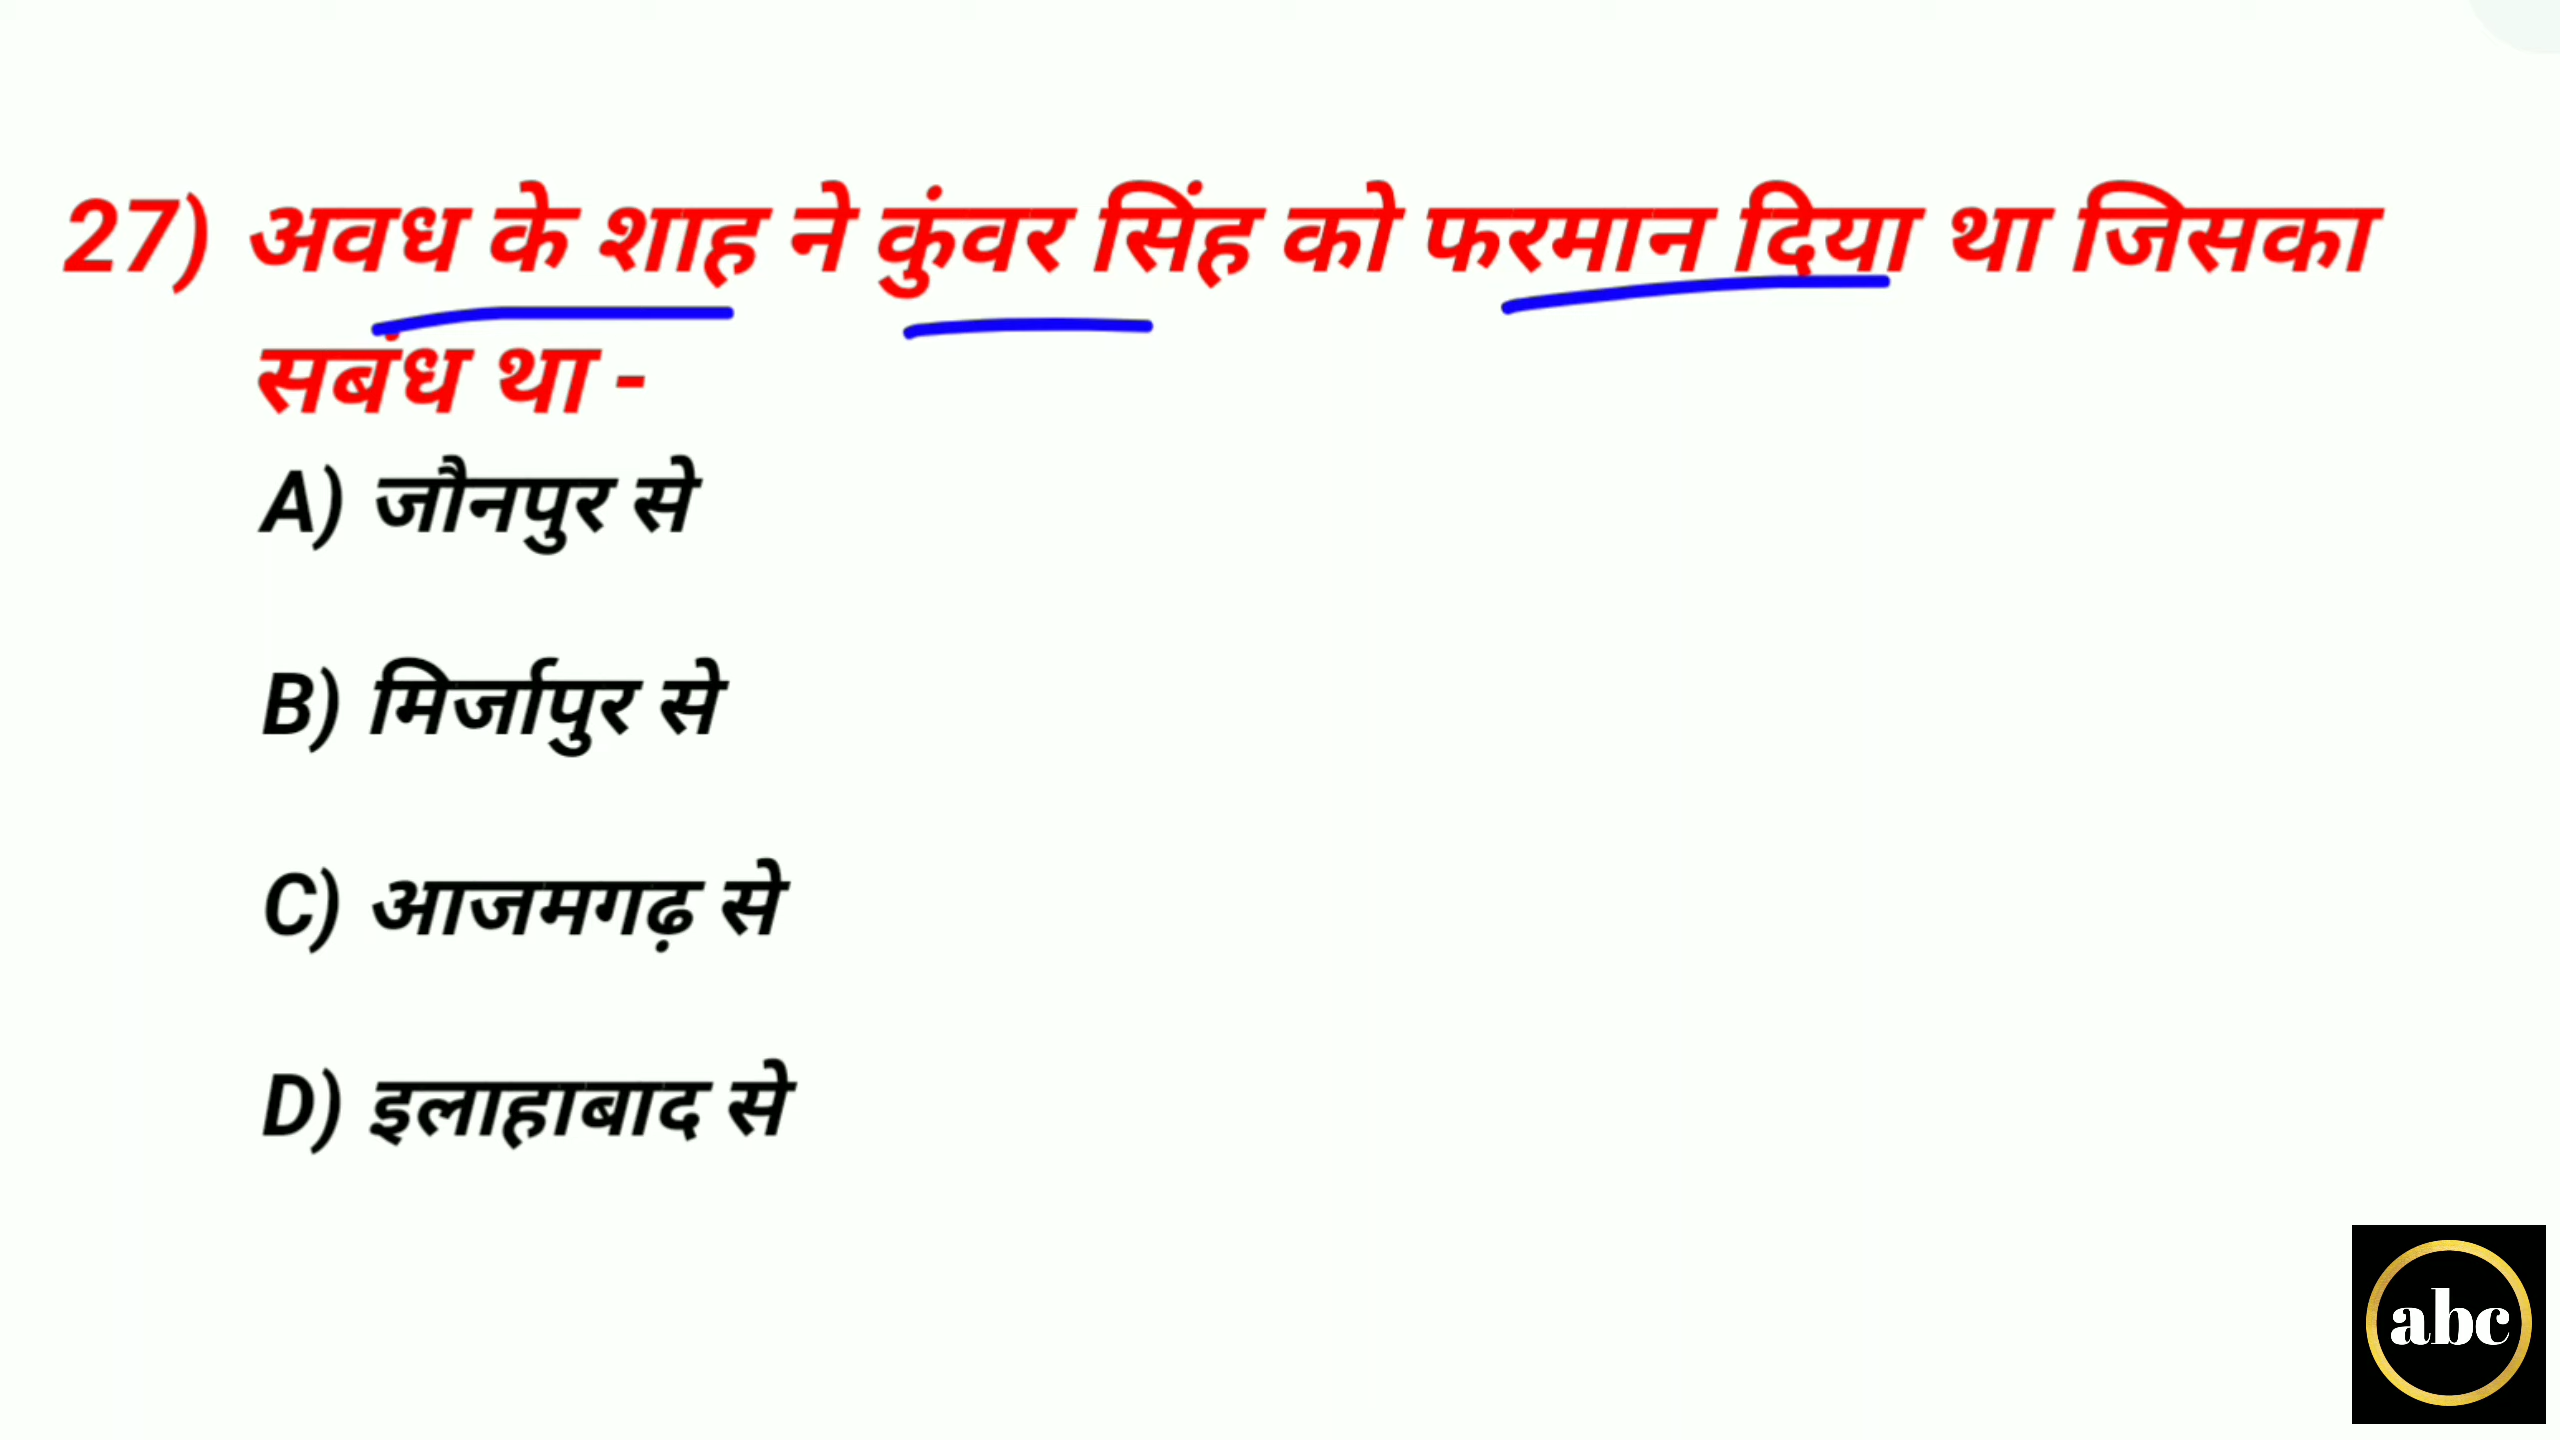 27) अवध के शाह ने कुंवर सिंह को फरमान दिया था जिसका
सबंध था -
A) जौनपुर से
B) मिर्जापुर से
C) आजमगढ़ से
D) इलाहाबाद से
abc